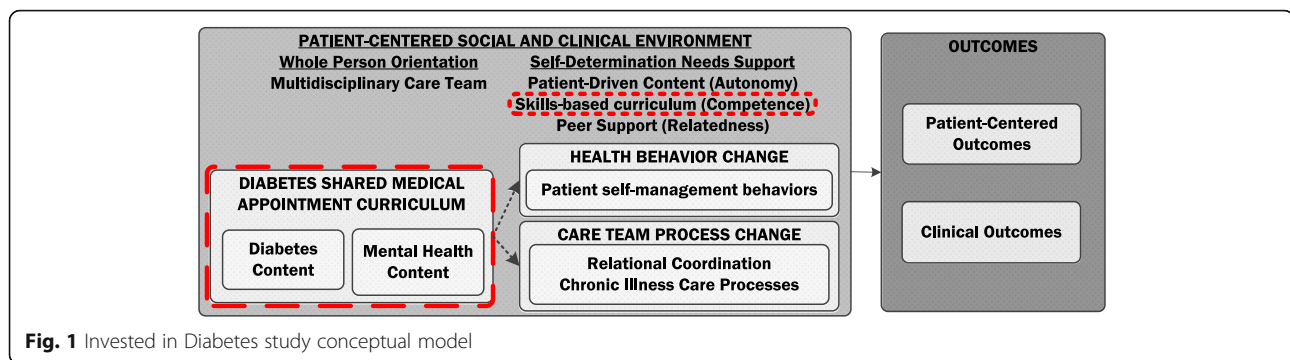 PATIENT-CENTERED SOCIAL AND CLINICAL ENVIRONMENT
Whole Person Orientation
Multidisciplinary Care Team
Self-Determination Needs Support
Patient-Driven Content (Autonomy)
Skills-based curriculum (Competence)
Peer Support (Relatedness)
DIABETES SHARED MEDICAL
APPOINTMENT CURRICULUM
Diabetes
Content
Mental Health
Content
HEALTH BEHAVIOR CHANGE
Patient self-management behaviors
CARE TEAM PROCESS CHANGE
Relational Coordination
Chronic Illness Care Processes
OUTCOMES
Patient-Centered
Outcomes
Clinical Outcomes
Fig. 1 Invested in Diabetes study conceptual model